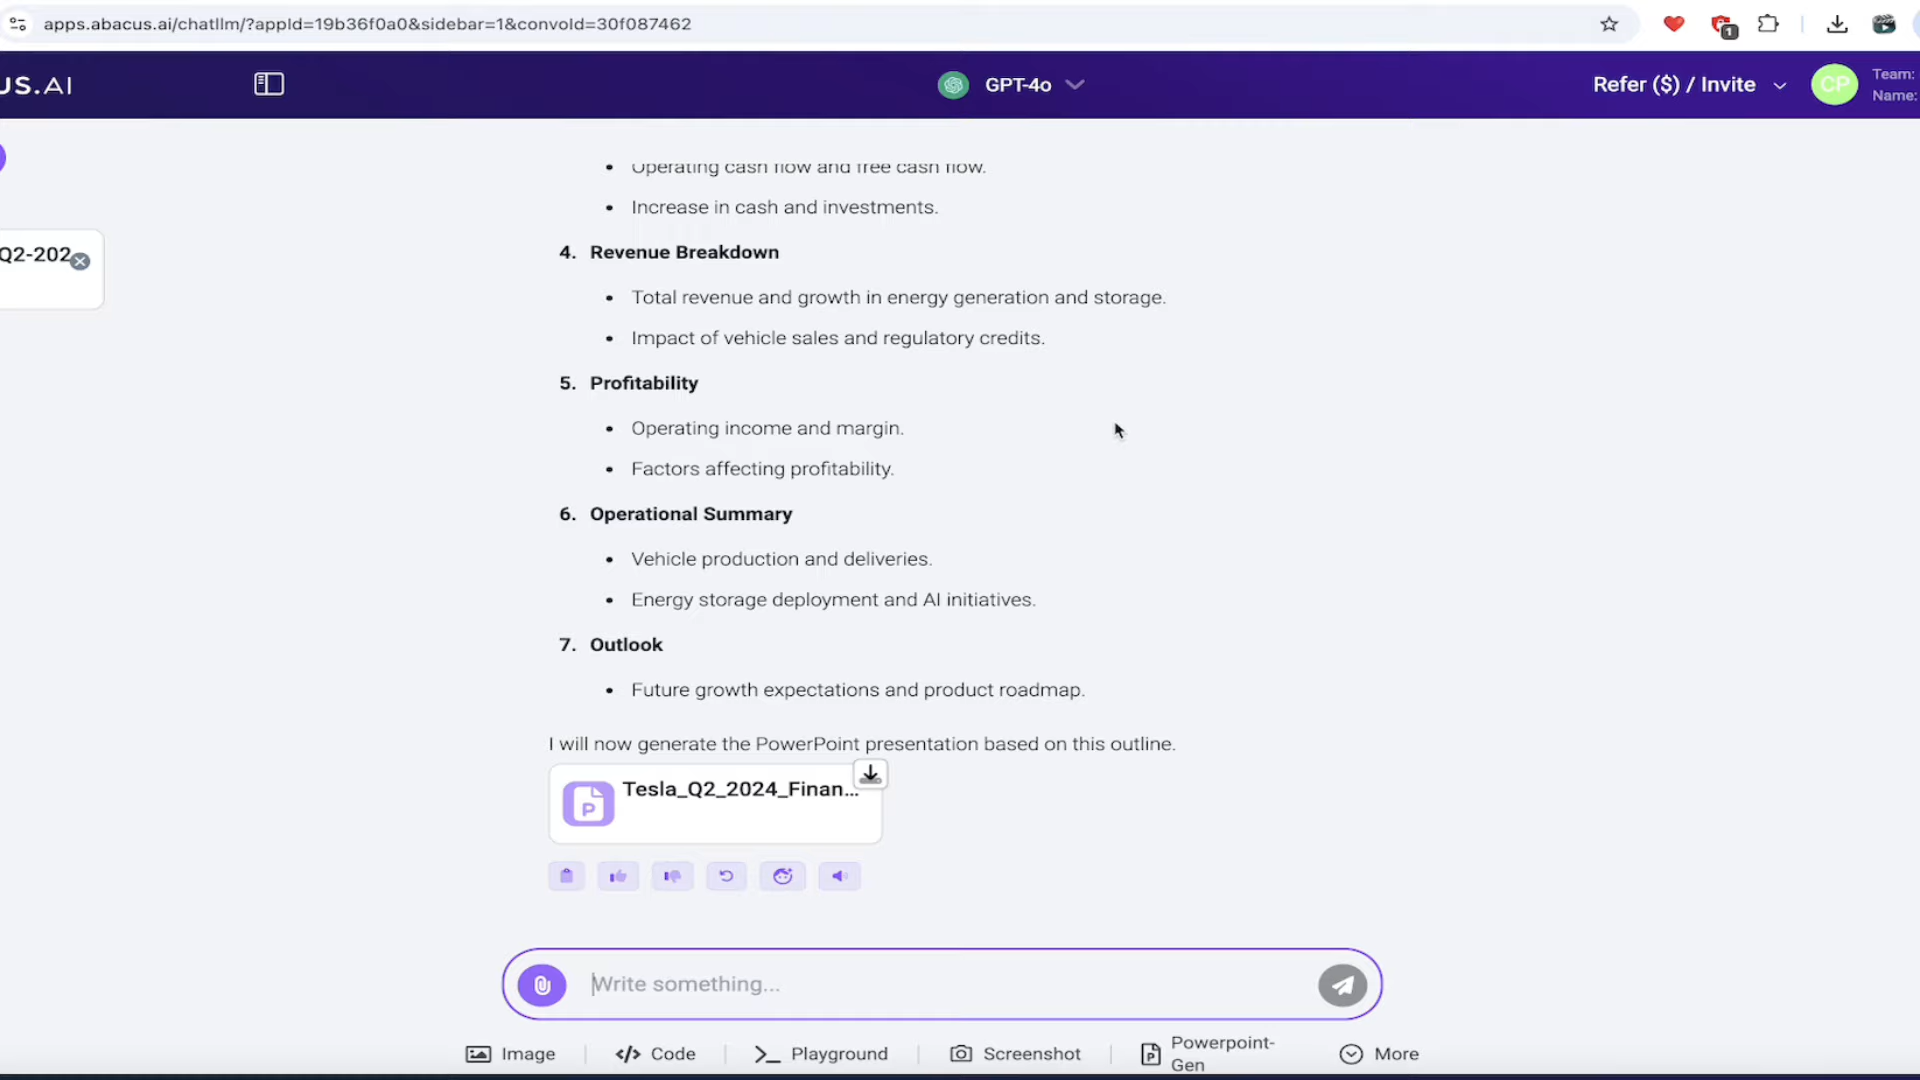 apps.abacus.ai/chatllm/?appId=19b36f0a0&sidebar=1&convoId=30f087462
1
US.AI
GPT-4o
Refer ($) / Invite
CP
Team:
Name:
Operating cash flow and free cash flow.
Increase in cash and investments.
Q2-202
4. Revenue Breakdown
Total revenue and growth in energy generation and storage.
Impact of vehicle sales and regulatory credits.
5. Profitability
Operating income and margin.
Factors affecting profitability.
6. Operational Summary
Vehicle production and deliveries.
Energy storage deployment and AI initiatives.
7. Outlook
Future growth expectations and product roadmap.
I will now generate the PowerPoint presentation based on this outline.
P
Tesla_Q2_2024_Finan...
Write something...
Image
Code
Playground
Screenshot
Powerpoint-
Gen
More